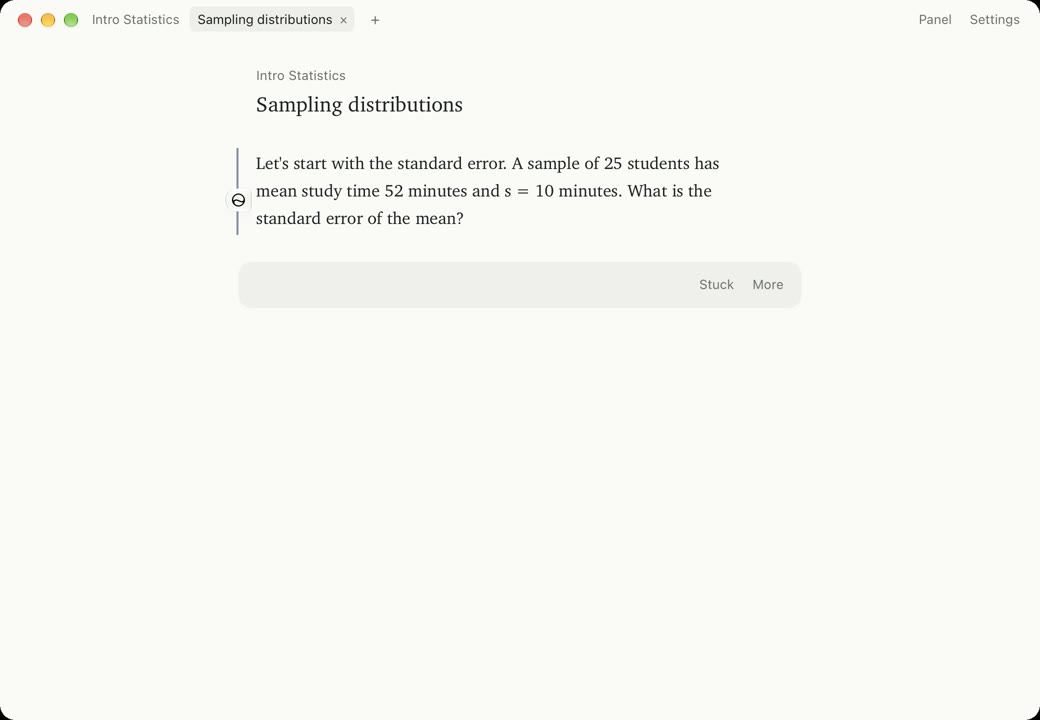 Intro Statistics
Sampling distributions ×
+
Panel
Settings
Intro Statistics
Sampling distributions
Let's start with the standard error. A sample of 25 students has
mean study time 52 minutes and s = 10 minutes. What is the
standard error of the mean?
Stuck
More